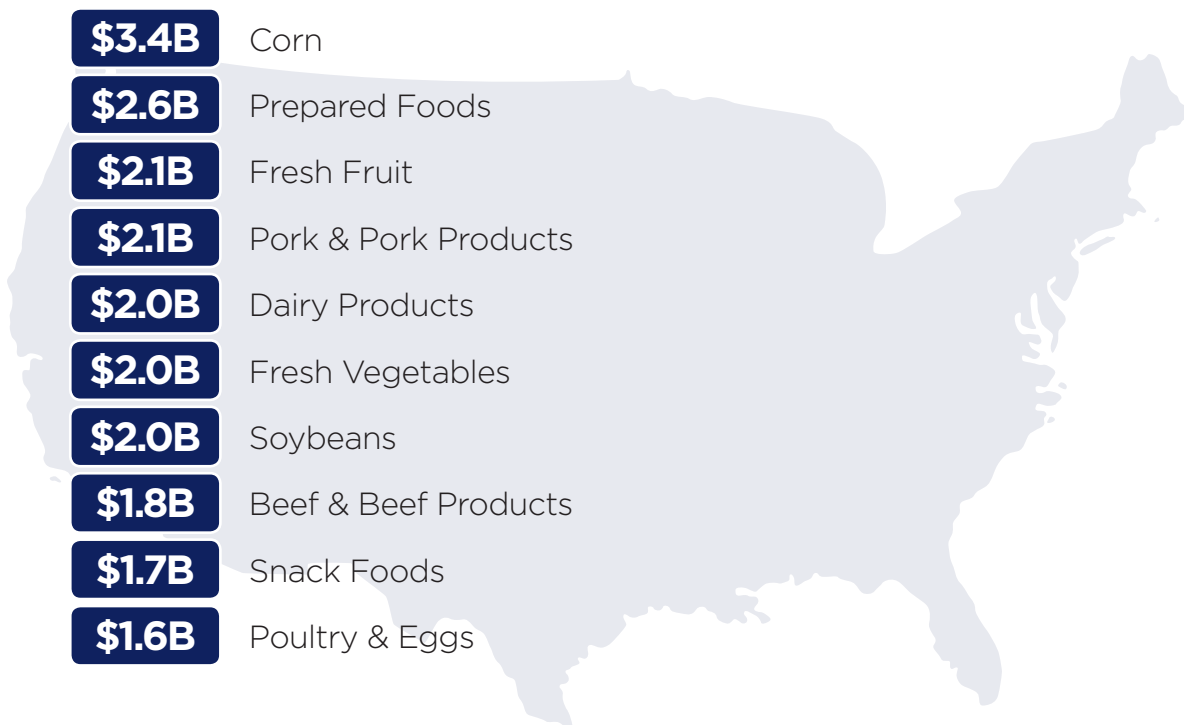 $3.4B Corn
$2.6B Prepared Foods
$2.1B Fresh Fruit
$2.1B Pork & Pork Products
$2.0B Dairy Products
$2.0B Fresh Vegetables
$2.0B Soybeans
$1.8B Beef & Beef Products
$1.7B Snack Foods
$1.6B Poultry & Eggs